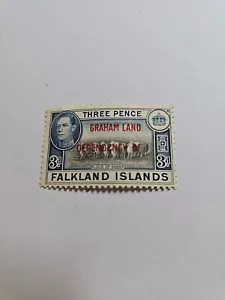 THREE PENCE
GRAHAM LAND
DEPENDENCY OF
3D 3D
FALKLAND ISLANDS